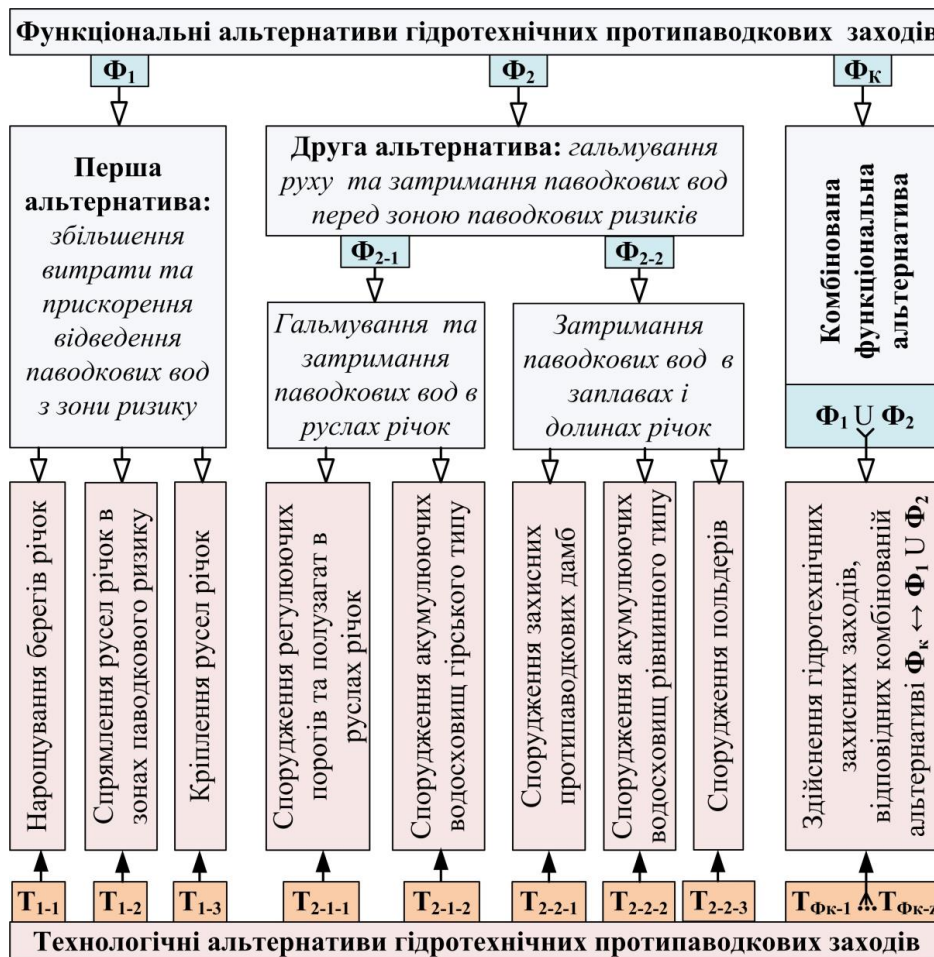 Функціональні альтернативи гідротехнічних протипаводкових заходів
Ф1
Ф2
ФК
Перша
альтернатива:
збільшення
витрати та
прискорення
відведення
паводкових вод
з зони ризику
Друга альтернатива: гальмування
руху та затримання паводкових вод
перед зоною паводкових ризиків
Ф2-1
Ф2-2
Гальмування та
затримання
паводкових вод в
руслах річок
Затримання
паводкових вод в
заплавах і
долинах річок
Комбінована
функціональна
альтернатива
Ф1 U Ф2
Нарощування берегів річок
Спрямлення русел річок в
зонах паводкового ризику
Кріплення русел річок
Спорудження регулюючих
порогів та полузагат в
руслах річок
Спорудження акумулюючих
водосховищ гірського типу
Спорудження захисних
протипаводкових дамб
Спорудження акумулюючих
водосховищ рівнинного типу
Спорудження польдерів
Здійснення гідротехнічних
захисних заходів,
відповідних комбінованій
альтернативі Фк ↔ Ф1 U Ф2
Т1-1
Т1-2
Т1-3
Т2-1-1
Т2-1-2
Т2-2-1
Т2-2-2
Т2-2-3
ТФк-1 ... ТФк-z
Технологічні альтернативи гідротехнічних протипаводкових заходів